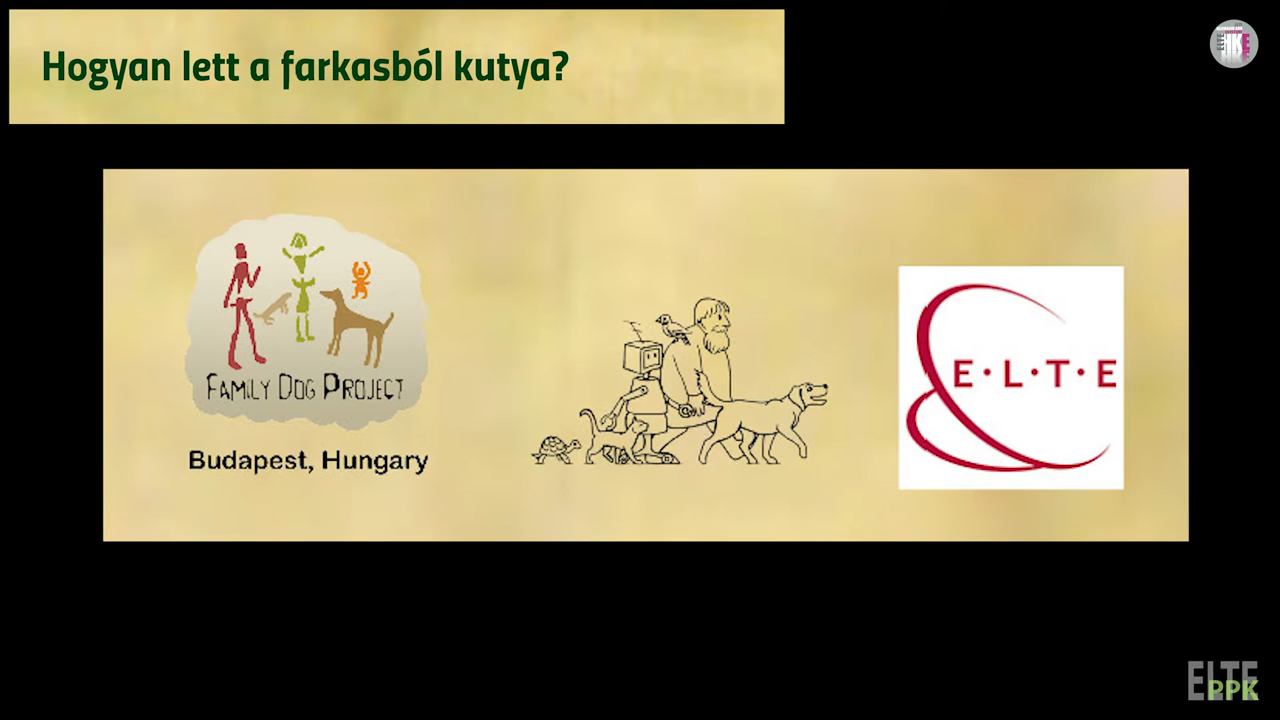 Hogyan lett a farkasból kutya?
FAMILY DOG PROJECT
Budapest, Hungary
E·L·T·E
ELTE
PPK